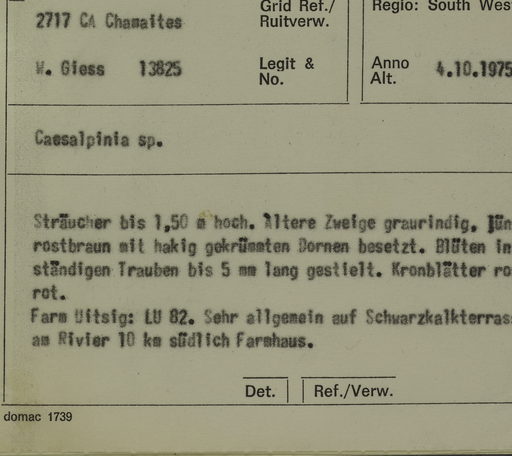 Grid Ref./ Regio: South Wes
2717 CA Chamaites Ruitverw.
W. Giess 13825 Legit & Anno 4.10.1975
No. Alt.
Caesalpinia sp.
Sträucher bis 1,50 m hoch. Ältere Zweige graurindig. Jün
rostbraun mit hakig gekrümmten Dornen besetzt. Blüten in
ständigen Trauben bis 5 mm lang gestielt. Kronblätter ro
rot.
Farm Uitsig: LU 82. Sehr allgemein auf Schwarzkalkterras
am Rivier 10 km südlich Farmhaus.
Det. Ref./Verw.
domac 1739